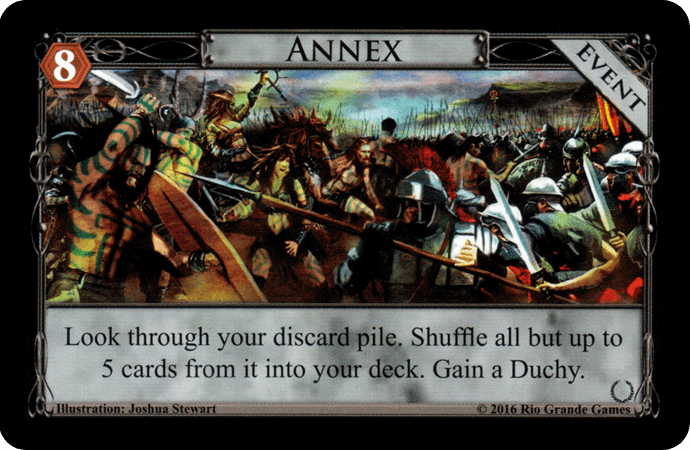 8
ANNEX
EVENT
Look through your discard pile. Shuffle all but up to
5 cards from it into your deck. Gain a Duchy.
Illustration: Joshua Stewart
© 2016 Rio Grande Games